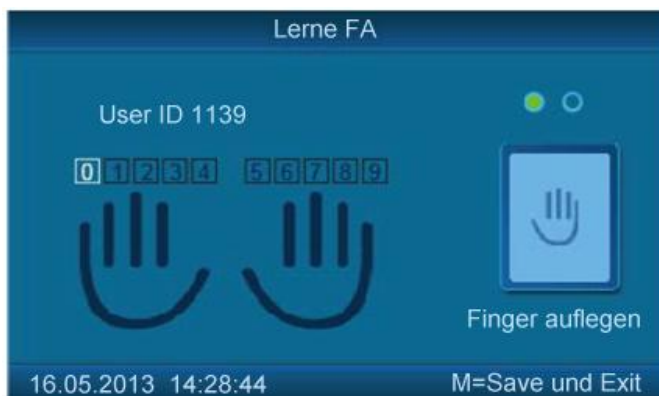 Lerne FA
User ID 1139
0 1 2 3 4 5 6 7 8 9
Finger auflegen
16.05.2013 14:28:44 M=Save und Exit